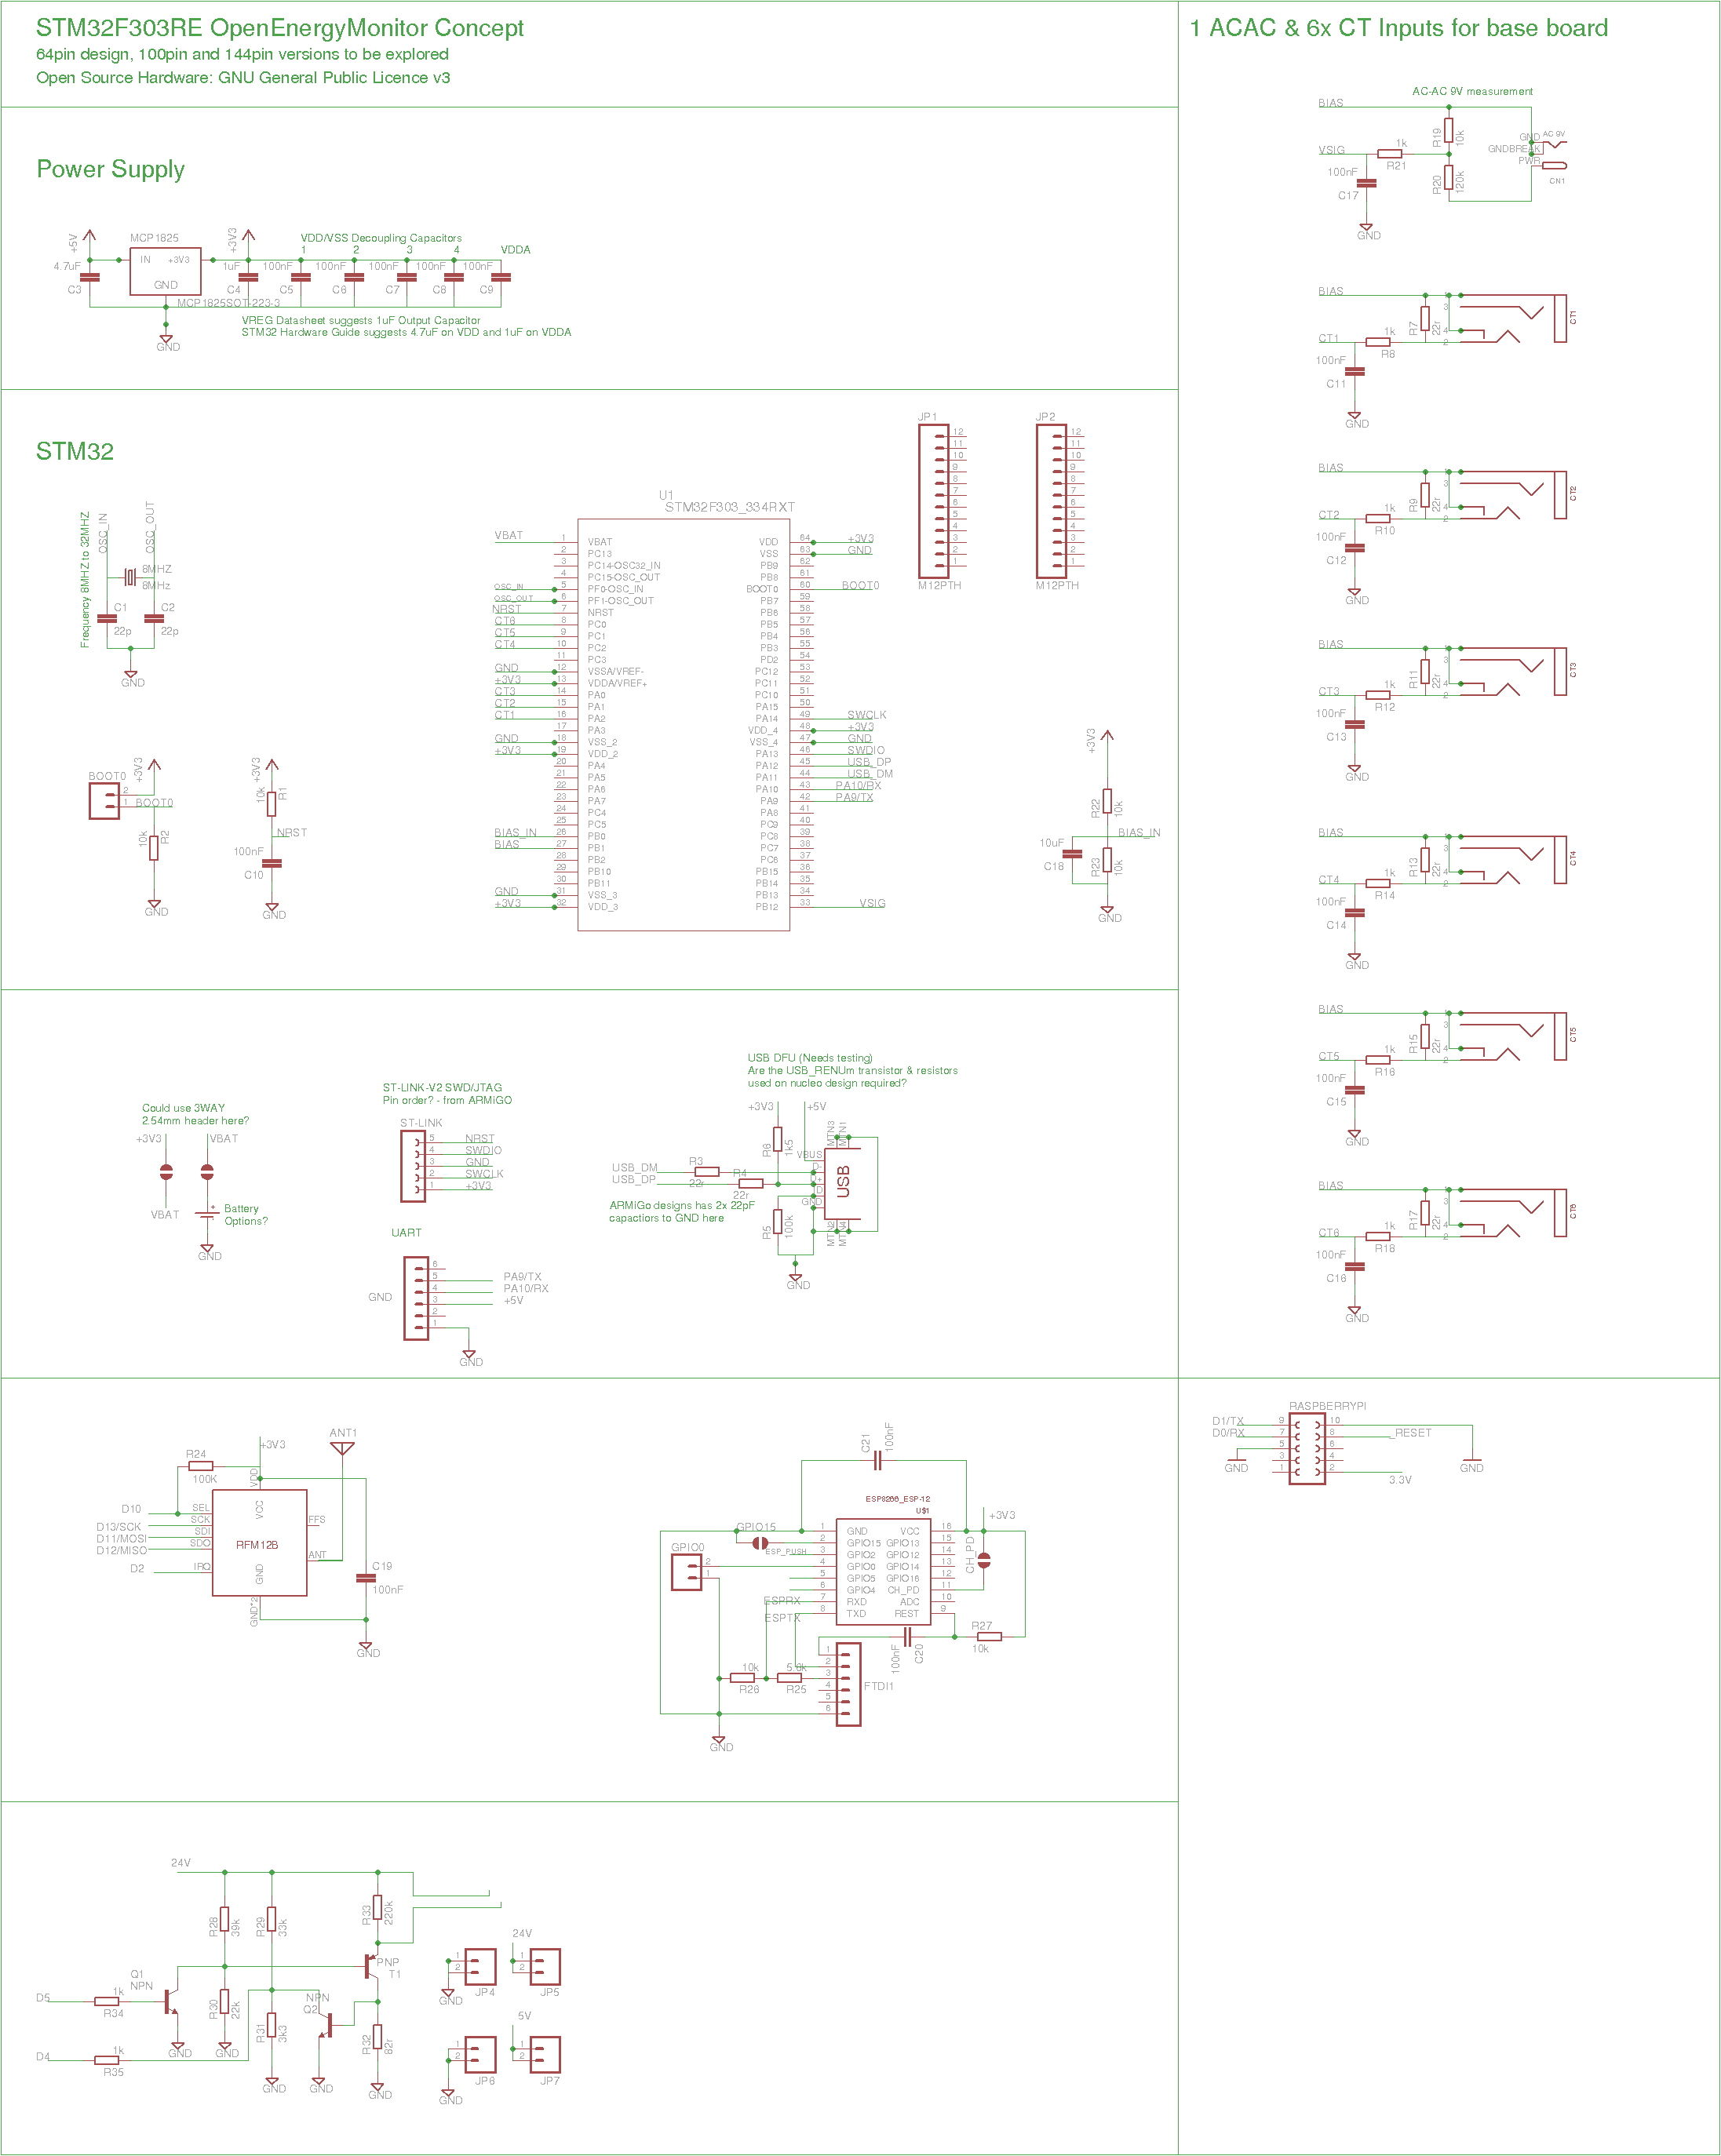 STM32F303RE OpenEnergyMonitor Concept
64pin design, 100pin and 144pin versions to be explored
Open Source Hardware: GNU General Public Licence v3
1 ACAC & 6x CT Inputs for base board
Power Supply
+5V
MCP1825
+3V3
VDD/VSS Decoupling Capacitors
1 2 3 4 VDDA
IN +3V3
GND
4.7uF
C3
1uF
C4
100nF
C5
100nF
C6
100nF
C7
100nF
C8
100nF
C9
MCP1825SOT-223-3
VREG Datasheet suggests 1uF Output Capacitor
STM32 Hardware Guide suggests 4.7uF on VDD and 1uF on VDDA
GND
STM32
Frequency 8MHZ to 32MHZ
OSC_IN
OSC_OUT
8MHZ
8MHz
C1
22p
C2
22p
GND
BOOT0
2
1
+3V3
BOOT0
10k
R2
GND
+3V3
10k
R1
NRST
100nF
C10
GND
U1
STM32F303_334RXT
VBAT 1 VBAT
2 PC13
3 PC14-OSC32_IN
4 PC15-OSC_OUT
OSC_IN 5 PF0-OSC_IN
OSC_OUT 6 PF1-OSC_OUT
NRST 7 NRST
CT6 8 PC0
CT5 9 PC1
CT4 10 PC2
11 PC3
GND 12 VSSA/VREF-
+3V3 13 VDDA/VREF+
CT3 14 PA0
CT2 15 PA1
CT1 16 PA2
17 PA3
GND 18 VSS_2
+3V3 19 VDD_2
20 PA4
21 PA5
22 PA6
23 PA7
24 PC4
25 PC5
BIAS_IN 26 PB0
BIAS 27 PB1
28 PB2
29 PB10
30 PB11
GND 31 VSS_3
+3V3 32 VDD_3
VDD 64 +3V3
VSS 63 GND
PB9 62
PB8 61
BOOT0 60 BOOT0
PB7 59
PB6 58
PB5 57
PB4 56
PB3 55
PD2 54
PC12 53
PC11 52
PC10 51
PA15 50
PA14 49 SWCLK
VDD_4 48 +3V3
VSS_4 47 GND
PA13 46 SWDIO
PA12 45 USB_DP
PA11 44 USB_DM
PA10 43 PA10/RX
PA9 42 PA9/TX
PA8 41
PC9 40
PC8 39
PC7 38
PC6 37
PB15 36
PB14 35
PB13 34
PB12 33 VSIG
JP1
12
11
10
9
8
7
6
5
4
3
2
1
M12PTH
JP2
12
11
10
9
8
7
6
5
4
3
2
1
M12PTH
+3V3
R22
10k
BIAS_IN
10uF
C18
R23
10k
GND
Could use 3WAY
2.54mm header here?
+3V3
VBAT
VBAT
+
Battery
Options?
GND
ST-LINK-V2 SWD/JTAG
Pin order? - from ARMiGO
ST-LINK
5 NRST
4 SWDIO
3 GND
2 SWCLK
1 +3V3
UART
GND
6
5 PA9/TX
4 PA10/RX
3 +5V
2
1
GND
USB DFU (Needs testing)
Are the USB_RENUm transistor & resistors
used on nucleo design required?
+3V3
+5V
R6
1k5
MTN3
MTN1
VBUS
D-
D+
ID
GND
USB
MTN2
MTN4
USB_DM
USB_DP
R3
22r
R4
22r
ARMiGo designs has 2x 22pF
capactiors to GND here
R5
100k
GND
R24
100K
+3V3
ANT1
VDD
VCC
D10 SEL
D13/SCK SCK
D11/MOSI SDI
D12/MISO SDO
D2 IRQ
RFM12B
FFS
ANT
GND
GND*2
C19
100nF
GND
C21
100nF
ESP8266_ESP-12
U$1
+3V3
GPIO15
ESP_PUSH
GPIO0
2
1
CH_PD
1 GND VCC 16
2 GPIO15 GPIO13 15
3 GPIO2 GPIO12 14
4 GPIO0 GPIO14 13
5 GPIO5 GPIO16 12
6 GPIO4 CH_PD 11
7 RXD ADC 10
8 TXD REST 9
ESPRX
ESPTX
R27
10k
100nF
C20
10k
R26
R25
1
2
3
4
5
6
FTDI1
GND
24V
R28
39k
R29
33k
R33
220k
Q1
NPN
PNP
T1
D5
1k
R34
R30
22k
R31
3k3
NPN
Q2
R32
82r
D4
1k
R35
GND
GND
GND
GND
GND
1
2
JP4
GND
24V
1
2
JP5
1
2
JP6
GND
5V
1
2
JP7
AC-AC 9V measurement
BIAS
R19
10k
VSIG
1k
R21
100nF
C17
R20
120k
GND
GNDBREAK
PWR
AC 9V
CN1
GND
BIAS
R7
22r
1
3
4
2
CT1
CT1
1k
R8
100nF
C11
GND
BIAS
R9
22r
1
3
4
2
CT2
CT2
1k
R10
100nF
C12
GND
BIAS
R11
22r
1
3
4
2
CT3
CT3
1k
R12
100nF
C13
GND
BIAS
R13
22r
1
3
4
2
CT4
CT4
1k
R14
100nF
C14
GND
BIAS
R15
22r
1
3
4
2
CT5
CT5
1k
R16
100nF
C15
GND
BIAS
R17
22r
1
3
4
2
CT6
CT6
1k
R18
100nF
C16
GND
RASPBERRYPI
D1/TX 9 10
D0/RX 7 8 _RESET
5 6
3 4
1 2 3.3V
GND
GND